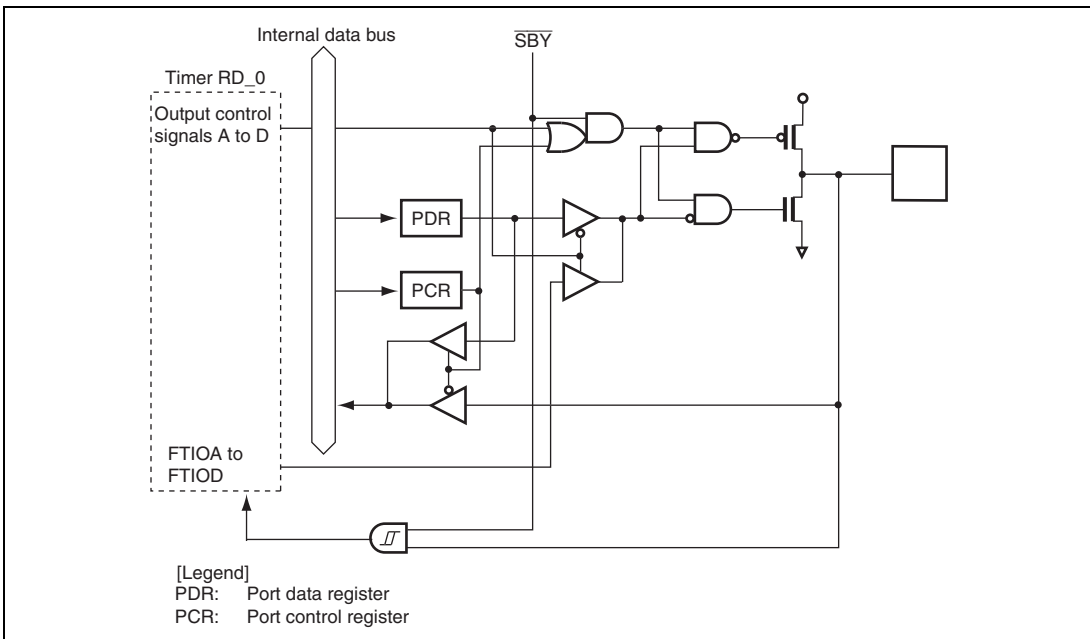 Internal data bus
SBY
Timer RD_0
Output control
signals A to D
PDR
PCR
FTIOA to
FTIOD
[Legend]
PDR: Port data register
PCR: Port control register